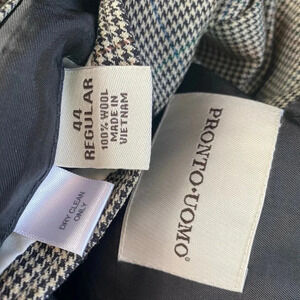 44
REGULAR
100% WOOL
MADE IN
VIETNAM
DRY CLEAN
ONLY
PRONTO•UOMO